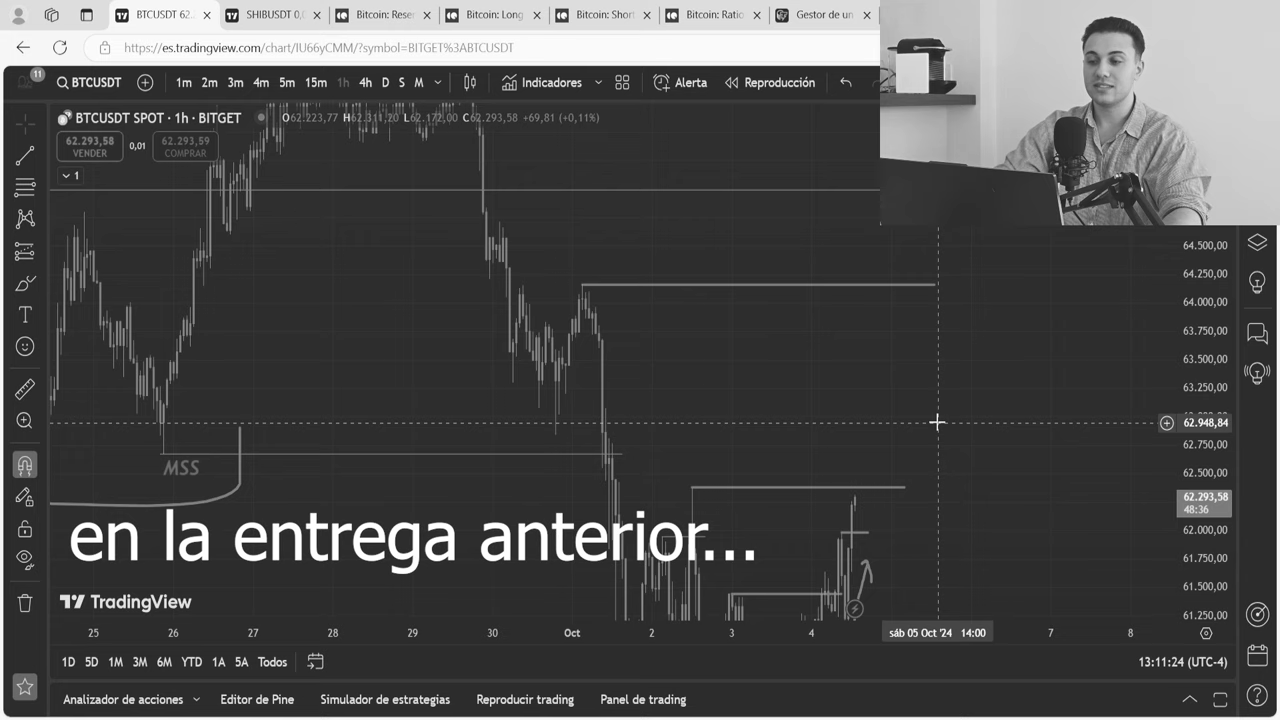 BTCUSDT 62..
SHIBUSDT 0,
Bitcoin: Reser
Bitcoin: Long
Bitcoin: Short
Bitcoin: Ratio
Gestor de un
https://es.tradingview.com/chart/IU66yCMM/?symbol=BITGET%3ABTCUSDT
11
BTCUSDT 1m 2m 3m 4m 5m 15m 1h 4h D S M Indicadores Alerta Reproducción
BTCUSDT SPOT · 1h · BITGET O62.223,77 H62.311,20 L62.172,00 C62.293,58 +69,81 (+0,11%)
62.293,58 0,01 62.293,59
VENDER COMPRAR
1
64.500,00
64.250,00
64.000,00
63.750,00
63.500,00
63.250,00
62.948,84
62.750,00
MSS
62.500,00
62.293,58
48:36
62.000,00
en la entrega anterior...
61.750,00
61.500,00
TradingView
61.250,00
25 26 27 28 29 30 Oct 2 3 4 sáb 05 Oct '24 14:00 7 8
1D 5D 1M 3M 6M YTD 1A 5A Todos 13:11:24 (UTC-4)
Analizador de acciones Editor de Pine Simulador de estrategias Reproducir trading Panel de trading